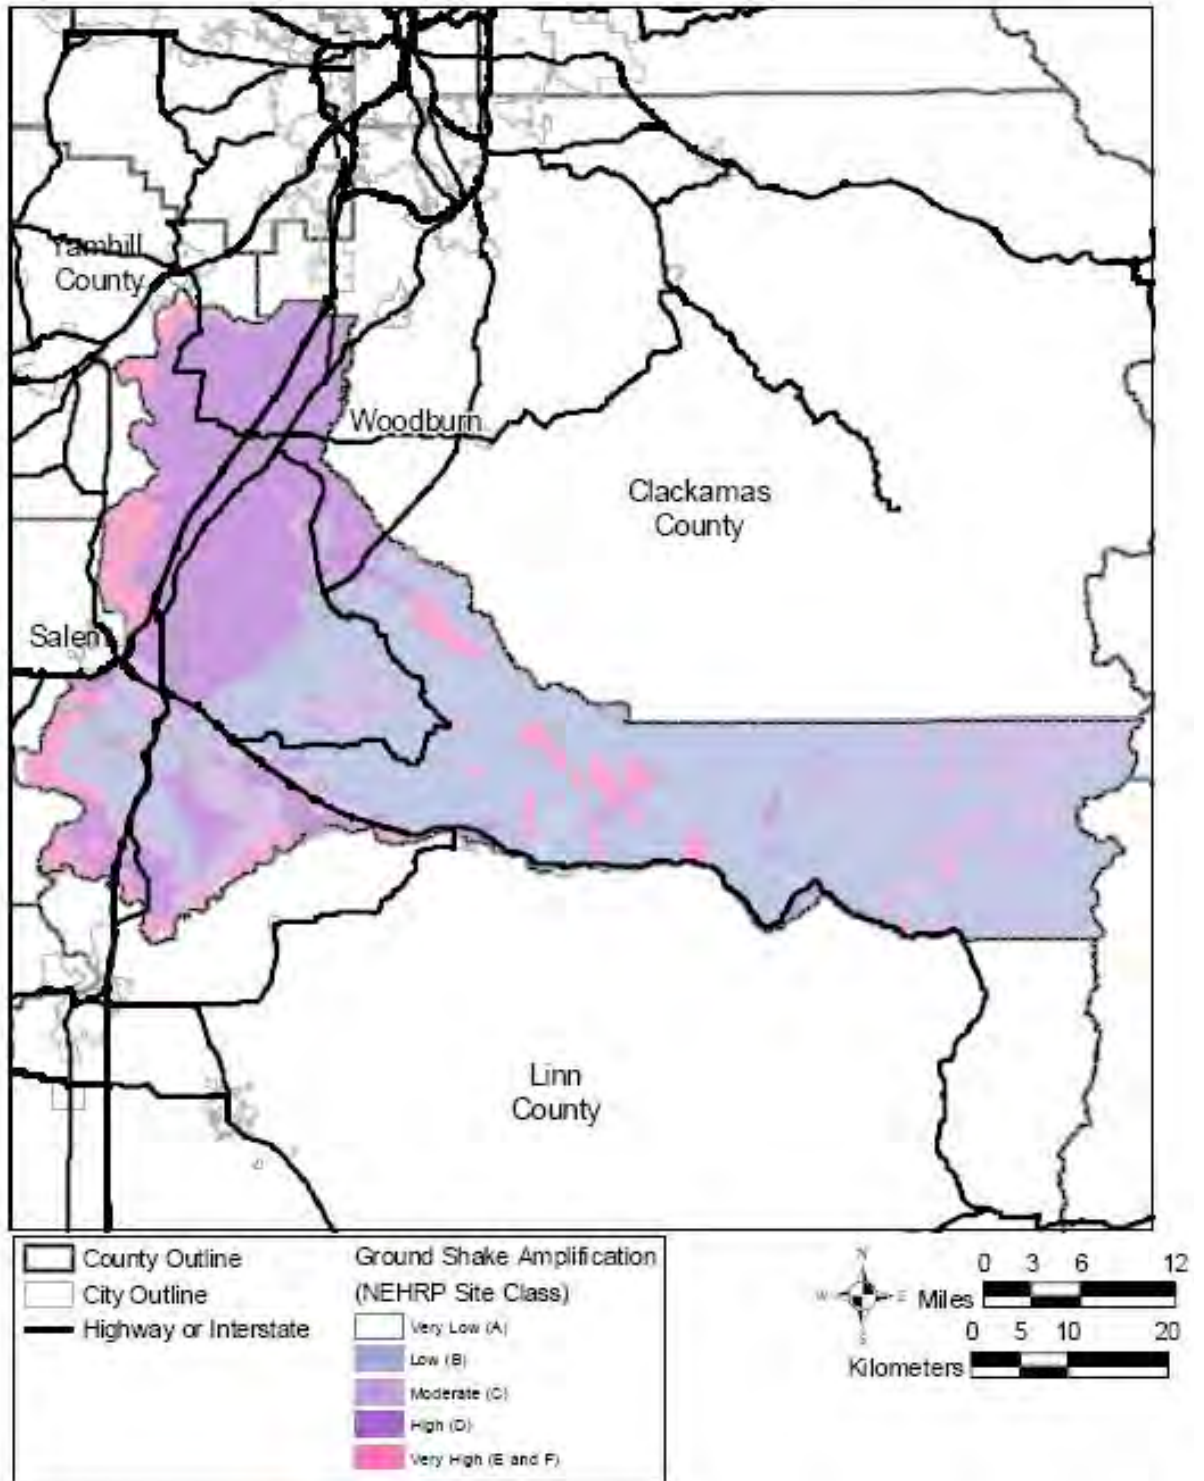 Yamhill
County
Woodburn
Clackamas
County
Salem
Linn
County
County Outline
City Outline
Highway or Interstate
Ground Shake Amplification
(NEHRP Site Class)
Very Low (A)
Low (B)
Moderate (C)
High (D)
Very High (E and F)
N
W
E
S
0 3 6 12
Miles
0 5 10 20
Kilometers